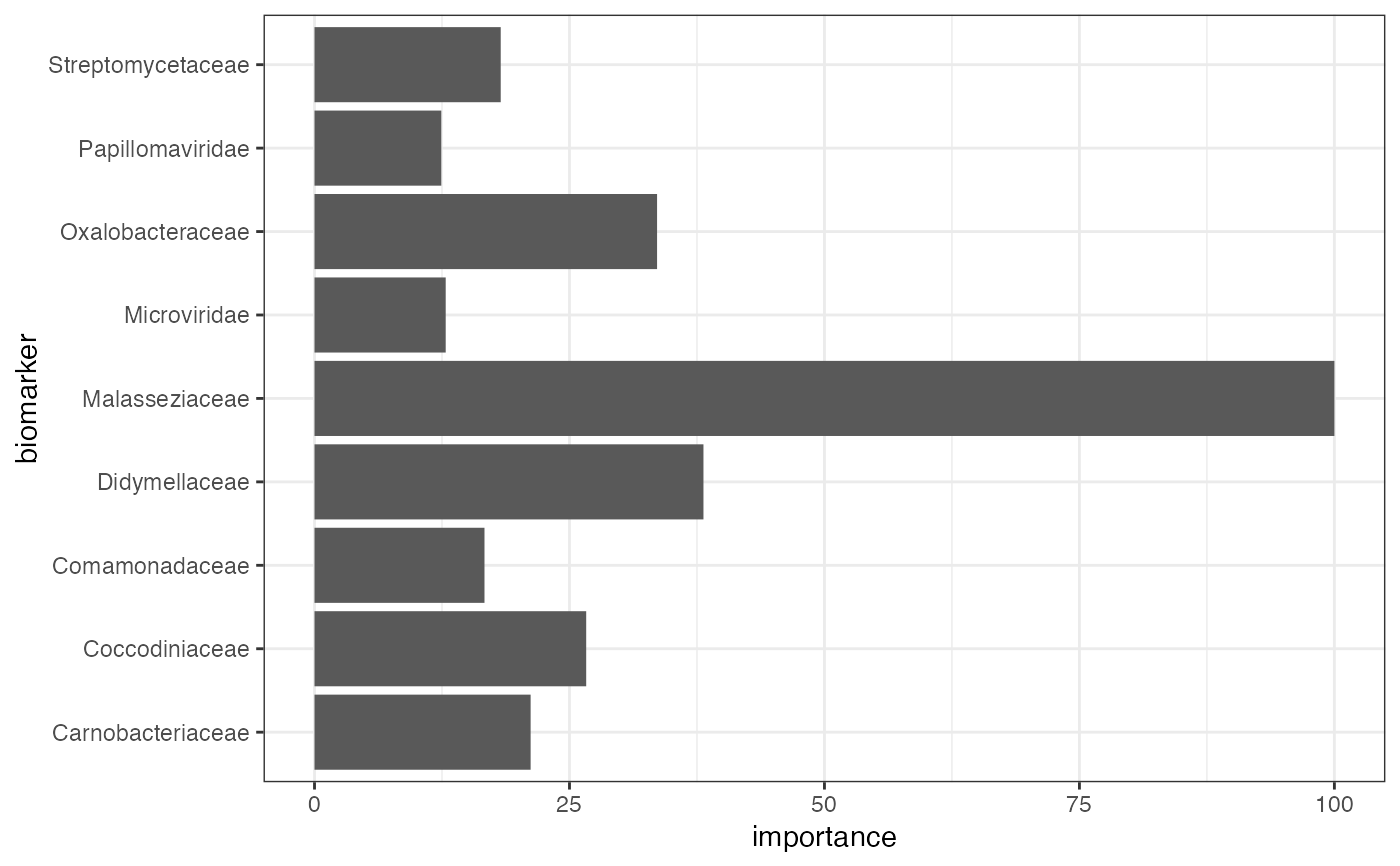 Streptomycetaceae
Papillomaviridae
Oxalobacteraceae
Microviridae
Malasseziaceae
Didymellaceae
Comamonadaceae
Coccodiniaceae
Carnobacteriaceae
biomarker
0 25 50 75 100
importance